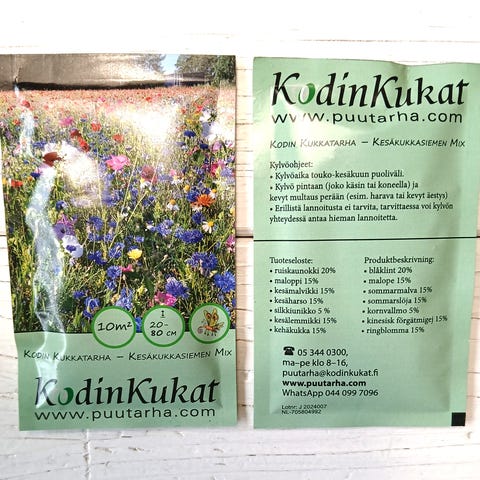 10m²
20-
80 CM
KODIN KUKKATARHA – KESÄKUKKASIEMEN MIX
KodinKukat
www.puutarha.com
KodinKukat
www.puutarha.com
KODIN KUKKATARHA – KESÄKUKKASIEMEN MIX
Kylvöohjeet:
• Kylvöaika touko-kesäkuun puoliväli.
• Kylvö pintaan (joko käsin tai koneella) ja
kevyt multaus perään (esim. harava tai kevyt äestys)
• Erillistä lannoitusta ei tarvita, tarvittaessa voi kylvön
yhteydessä antaa hieman lannoitetta.
Tuoteseloste:
• ruiskaunokki 20%
• maloppi 15%
• kesämalvikki 15%
• kesäharso 15%
• silkkiunikko 5 %
• kesälemmikki 15%
• kehäkukka 15%
Produktbeskrivning:
• blåklint 20%
• malope 15%
• sommarmalva 15%
• sommarslöja 15%
• kornvallmo 5%
• kinesisk förgätmigej 15%
• ringblomma 15%
☎ 05 344 0300,
ma-pe klo 8-16,
puutarha@kodinkukat.fi
www.puutarha.com
WhatsApp 044 099 7096
Lotnr: J 2024007
NL-705804992